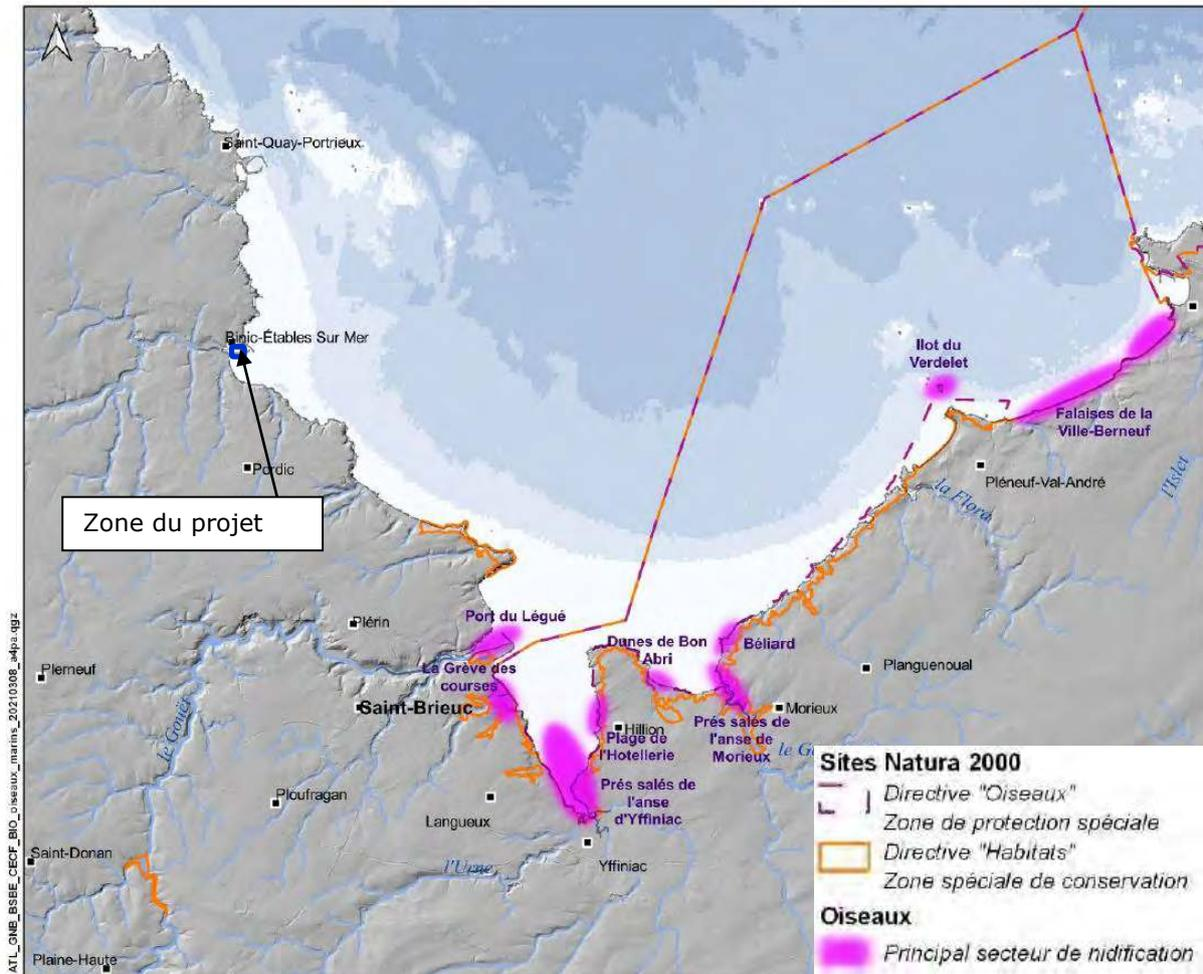 Saint-Quay-Portrieux
Binic-Étables Sur Mer
Ilot du
Verdelet
Falaises de la
Ville-Berneuf
l'Islet
Pordic
Pléneuf-Val-André
la Flora
Zone du projet
Port du Légué
Plérin
Dunes de Bon
Abri
Béliard
Planguenoual
Plerneuf
La Grève des
courses
Saint-Brieuc
Morieux
le Gouët
Hillion
Plage de
l'Hotellerie
Prés salés de
l'anse de
Morieux
le G
Prés salés de
l'anse
d'Yffiniac
Ploufragan
Langueux
Yffiniac
l'Urne
Saint-Donan
Plaine-Haute
Sites Natura 2000
Directive "Oiseaux"
Zone de protection spéciale
Directive "Habitats"
Zone spéciale de conservation
Oiseaux
Principal secteur de nidification
ATL_GNB_BSBE_CECF_BIO_oiseaux_marins_20210308_a4pa.qgz